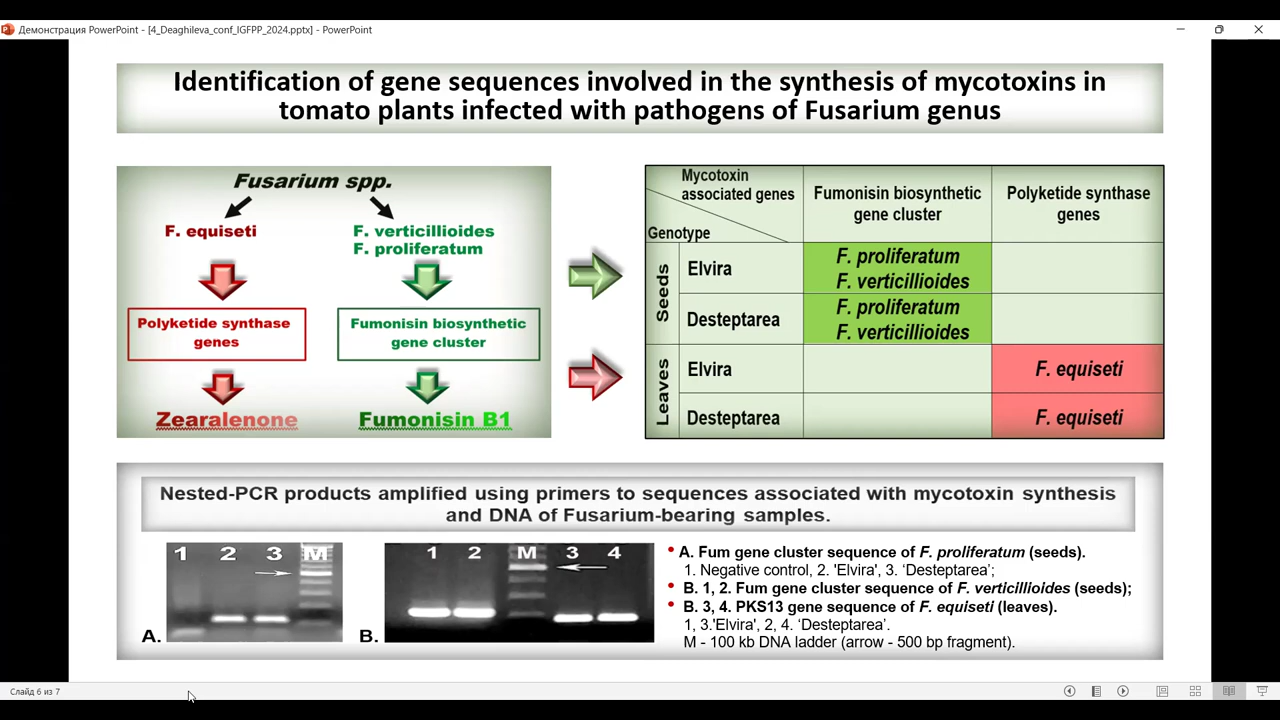 Демонстрация PowerPoint - [4_Deaghileva_conf_IGFPP_2024.pptx] - PowerPoint
Identification of gene sequences involved in the synthesis of mycotoxins in
tomato plants infected with pathogens of Fusarium genus
Fusarium spp.
F. equiseti
F. verticillioides
F. proliferatum
Polyketide synthase
genes
Fumonisin biosynthetic
gene cluster
Zearalenone
Fumonisin B1
Mycotoxin
associated genes
Genotype
Fumonisin biosynthetic
gene cluster
Polyketide synthase
genes
Seeds
Elvira
F. proliferatum
F. verticillioides
Desteptarea
F. proliferatum
F. verticillioides
Leaves
Elvira
F. equiseti
Desteptarea
F. equiseti
Nested-PCR products amplified using primers to sequences associated with mycotoxin synthesis
and DNA of Fusarium-bearing samples.
1 2 3 M
A.
1 2 M 3 4
B.
• A. Fum gene cluster sequence of F. proliferatum (seeds).
1. Negative control, 2. 'Elvira', 3. ‘Desteptarea’;
• B. 1, 2. Fum gene cluster sequence of F. verticillioides (seeds);
• B. 3, 4. PKS13 gene sequence of F. equiseti (leaves).
1, 3.'Elvira', 2, 4. ‘Desteptarea’.
M - 100 kb DNA ladder (arrow - 500 bp fragment).
Слайд 6 из 7